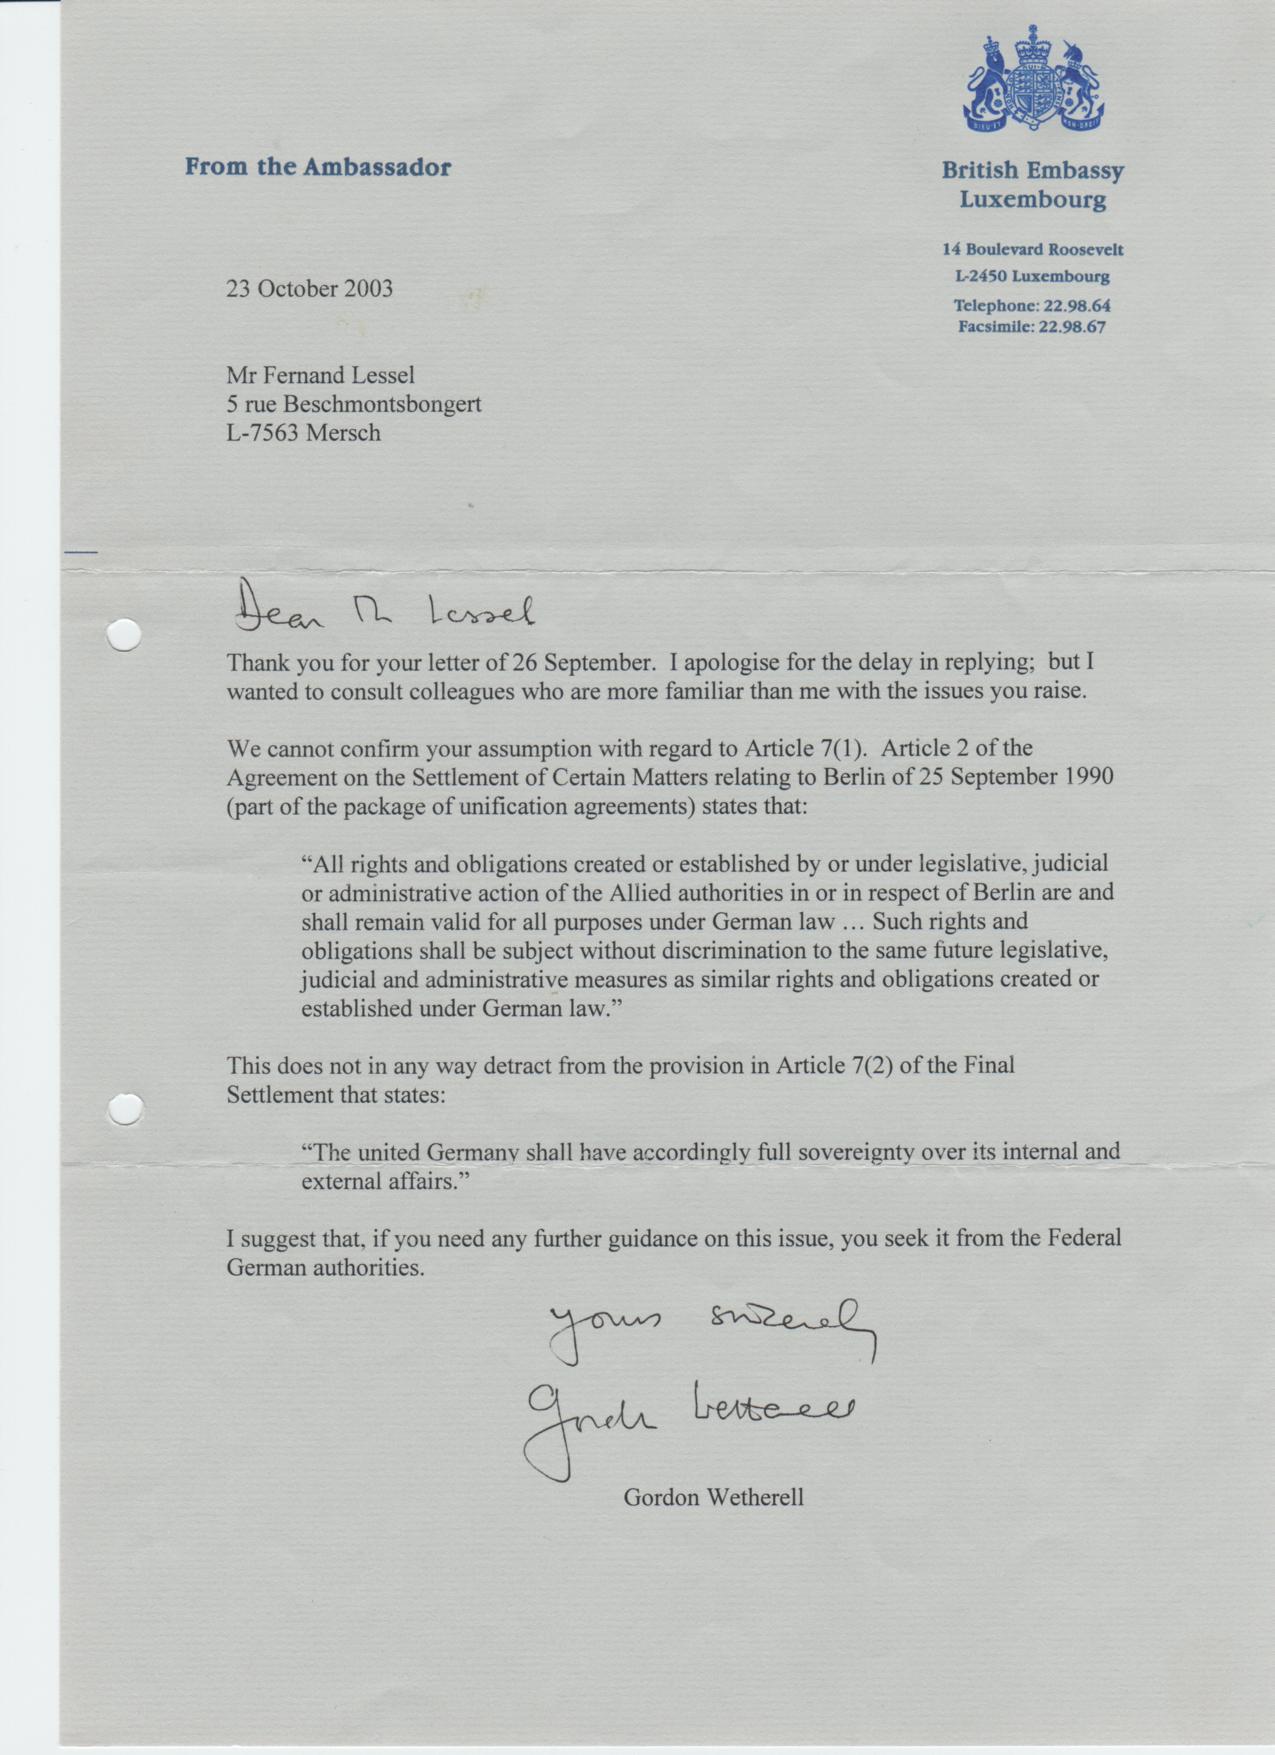 From the Ambassador
British Embassy
Luxembourg
14 Boulevard Roosevelt
L-2450 Luxembourg
Telephone: 22.98.64
Facsimile: 22.98.67
23 October 2003
Mr Fernand Lessel
5 rue Beschmontsbongert
L-7563 Mersch
Dear Mr Lessel
Thank you for your letter of 26 September.  I apologise for the delay in replying;  but I
wanted to consult colleagues who are more familiar than me with the issues you raise.
We cannot confirm your assumption with regard to Article 7(1).  Article 2 of the
Agreement on the Settlement of Certain Matters relating to Berlin of 25 September 1990
(part of the package of unification agreements) states that:
“All rights and obligations created or established by or under legislative, judicial
or administrative action of the Allied authorities in or in respect of Berlin are and
shall remain valid for all purposes under German law … Such rights and
obligations shall be subject without discrimination to the same future legislative,
judicial and administrative measures as similar rights and obligations created or
established under German law.”
This does not in any way detract from the provision in Article 7(2) of the Final
Settlement that states:
“The united Germany shall have accordingly full sovereignty over its internal and
external affairs.”
I suggest that, if you need any further guidance on this issue, you seek it from the Federal
German authorities.
Yours sincerely
Gordon Wetherell
Gordon Wetherell